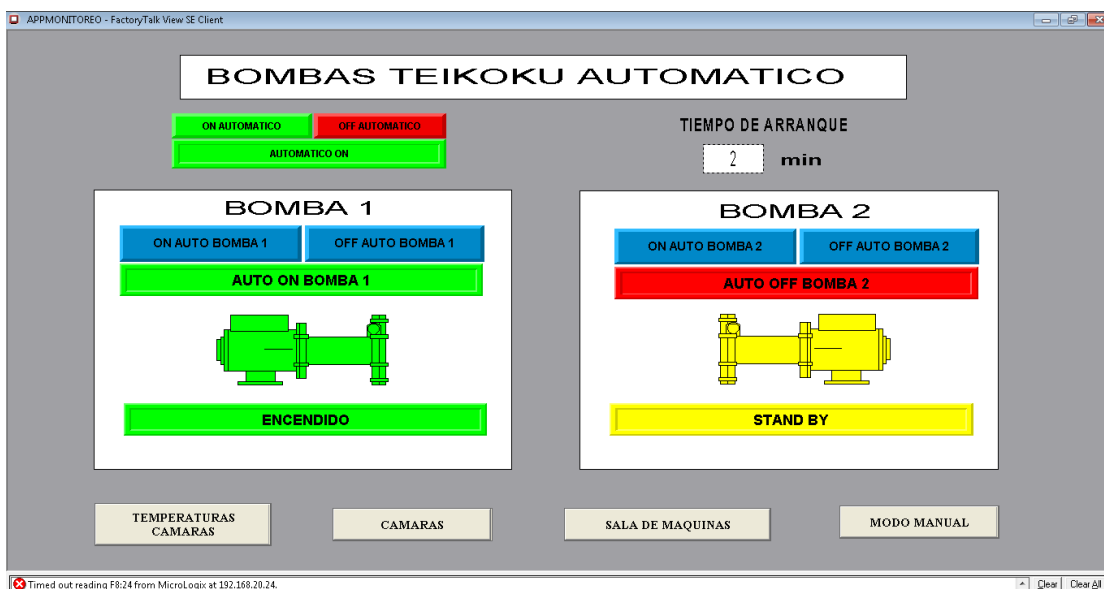 APPMONITOREO - FactoryTalk View SE Client
BOMBAS TEIKOKU AUTOMATICO
ON AUTOMATICO OFF AUTOMATICO
AUTOMATICO ON
TIEMPO DE ARRANQUE
2 min
BOMBA 1
ON AUTO BOMBA 1 OFF AUTO BOMBA 1
AUTO ON BOMBA 1
ENCENDIDO
BOMBA 2
ON AUTO BOMBA 2 OFF AUTO BOMBA 2
AUTO OFF BOMBA 2
STAND BY
TEMPERATURAS
CAMARAS
CAMARAS
SALA DE MAQUINAS
MODO MANUAL
Timed out reading F8:24 from MicroLogix at 192.168.20.24.
Clear Clear All